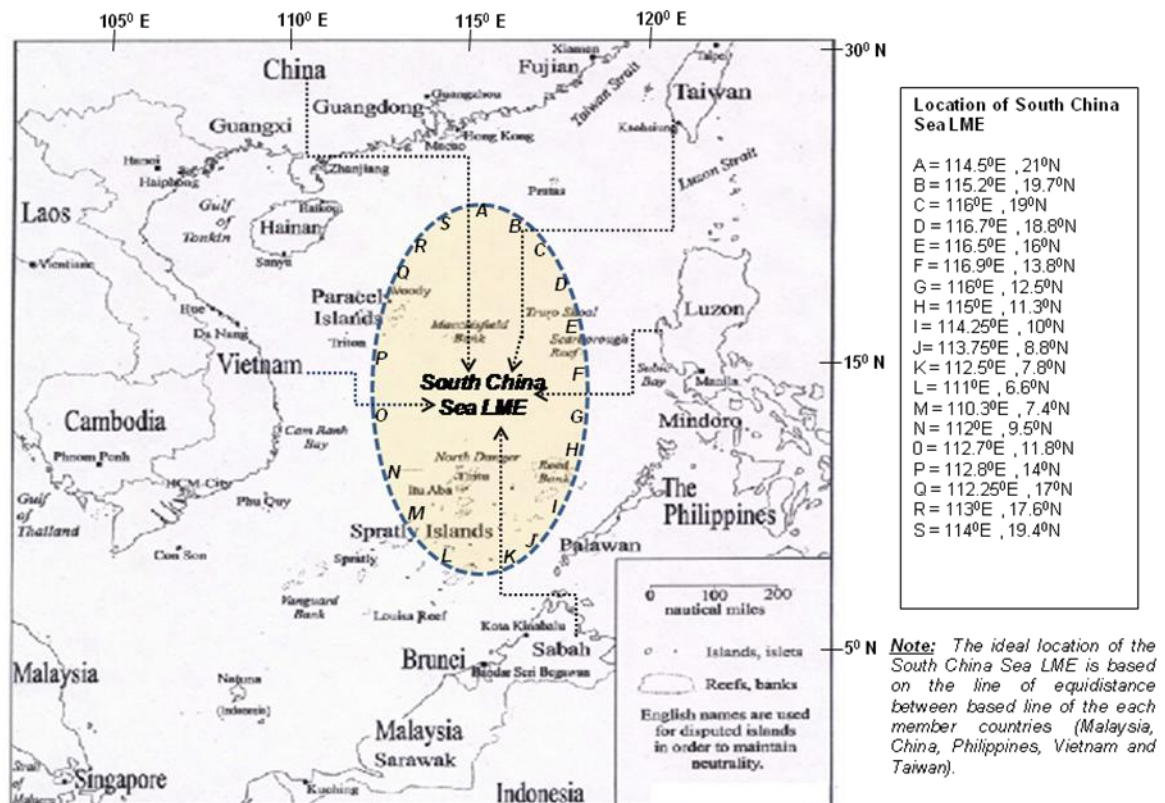 105⁰ E
110⁰ E
115⁰ E
120⁰ E
30⁰ N
15⁰ N
5⁰ N
China
Fujian
Xiamen
Taiwan Strait
Taipei
Taiwan
Kaohsiung
Guangdong
Guangzhou
Guangxi
Hong Kong
Macao
Zhanjiang
Luzon Strait
Hanoi
Haiphong
Pratas
Laos
Gulf
of
Tonkin
Haikou
Hainan
Sanya
Vientiane
Paracel
Islands
Woody
Triton
Macclesfield
Bank
Truro Shoal
Scarborough
Reef
Luzon
Hue
Da Nang
Vietnam
South China
Sea LME
Subic
Bay
Manila
Mindoro
Cambodia
Phnom Penh
Cam Ranh
Bay
HCM City
Phu Quy
Gulf
of
Thailand
Con Son
North Danger
Thitu
Itu Aba
Reed
Bank
Spratly Islands
Spratly
Palawan
The
Philippines
Vanguard
Bank
Louisa Reef
Kota Kinabalu
Sabah
Brunei
Bandar Seri Begawan
Malaysia
Natuna
(Indonesia)
Malaysia
Sarawak
Strait
of
Singapore
Kuching
Indonesia
A
B
C
D
E
F
G
H
I
J
K
L
M
N
O
P
Q
R
S
0 100 200
nautical miles
Islands, islets
Reefs, banks
English names are used
for disputed islands
in order to maintain
neutrality.
Location of South China
Sea LME
A = 114.5⁰E , 21⁰N
B = 115.2⁰E , 19.7⁰N
C = 116⁰E , 19⁰N
D = 116.7⁰E , 18.8⁰N
E = 116.5⁰E , 16⁰N
F = 116.9⁰E , 13.8⁰N
G = 116⁰E , 12.5⁰N
H = 115⁰E , 11.3⁰N
I = 114.25⁰E , 10⁰N
J= 113.75⁰E , 8.8⁰N
K = 112.5⁰E , 7.8⁰N
L = 111⁰E , 6.6⁰N
M = 110.3⁰E , 7.4⁰N
N = 112⁰E , 9.5⁰N
0 = 112.7⁰E , 11.8⁰N
P = 112.8⁰E , 14⁰N
Q = 112.25⁰E , 17⁰N
R = 113⁰E , 17.6⁰N
S = 114⁰E , 19.4⁰N
Note: The ideal location of the
South China Sea LME is based
on the line of equidistance
between based line of the each
member countries (Malaysia,
China, Philippines, Vietnam and
Taiwan).